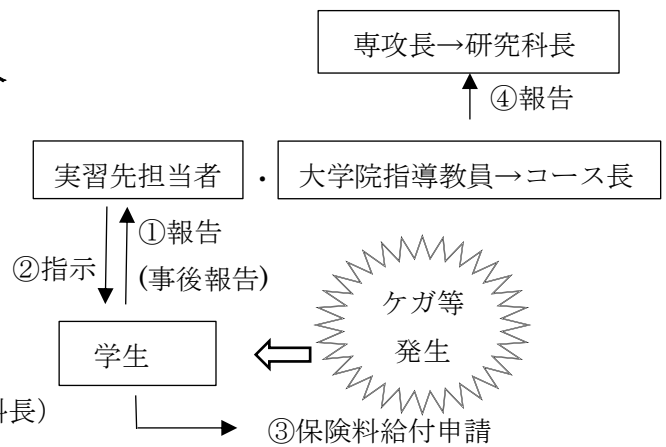 専攻長→研究科長
④報告
実習先担当者・大学院指導教員→コース長
①報告
②指示
(事後報告)
ケガ等
発生
学生
科長）
③保険料給付申請